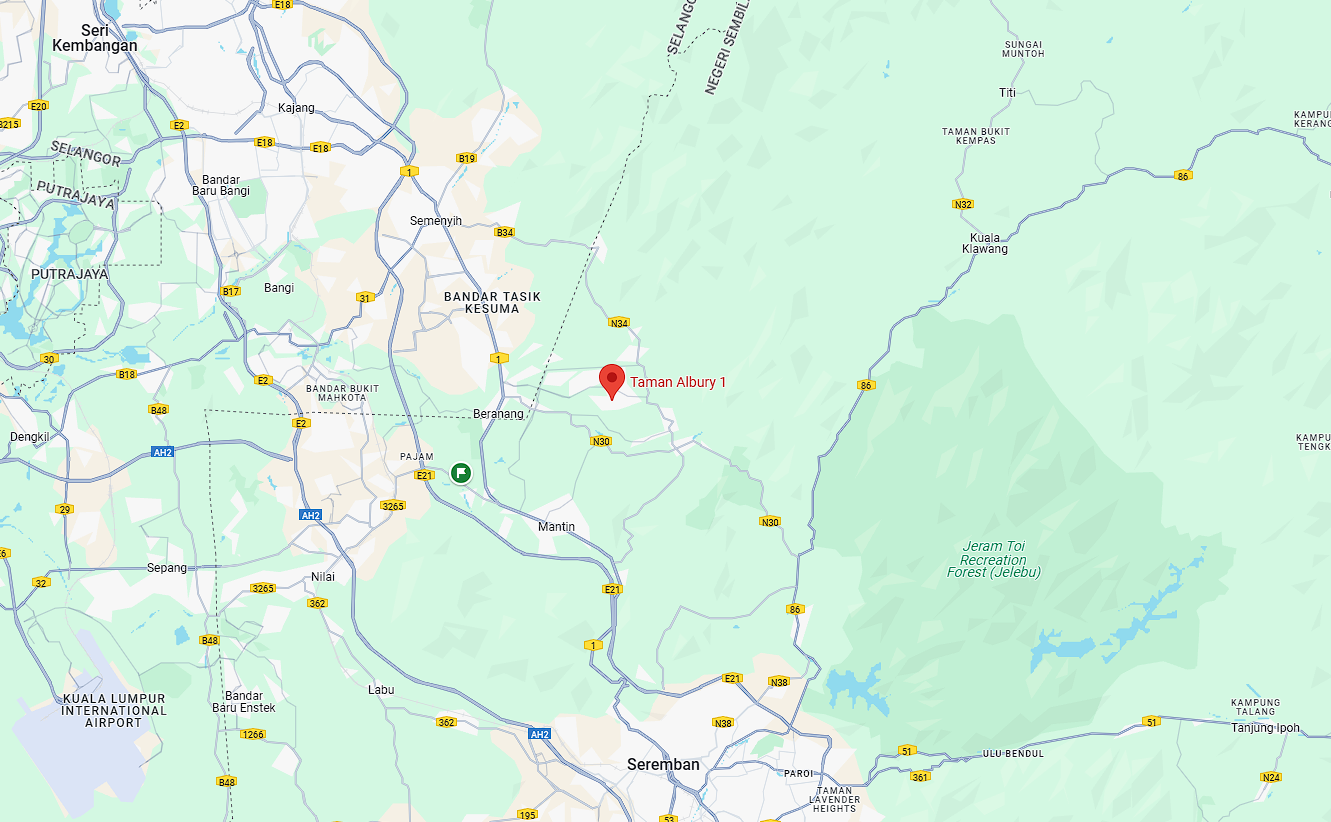 E18
SELANGOR
NEGERI SEMBIL
Seri
Kembangan
SUNGAI
MUNTOH
Titi
E20
Kajang
B215
E2
KAMPU
KERANG
TAMAN BUKIT
KEMPAS
E18
E18
SELANGOR
B19
1
86
Bandar
Baru Bangi
PUTRAJAYA
N32
Semenyih
B34
Kuala
Klawang
PUTRAJAYA
Bangi
B17
31
BANDAR TASIK
KESUMA
N34
30
1
B18
E2
Taman Albury 1
86
BANDAR BUKIT
MAHKOTA
B48
Beranang
E2
Dengkil
N30
KAMPU
TENGK
AH2
PAJAM
E21
3265
29
AH2
N30
Mantin
Jeram Toi
Recreation
Forest (Jelebu)
E6
Sepang
Nilai
32
3265
E21
362
86
B48
1
E21
N38
Labu
KUALA LUMPUR
INTERNATIONAL
AIRPORT
Bandar
Baru Enstek
KAMPUNG
TALANG
362
N38
51
Tanjung Ipoh
1266
AH2
51
ULU BENDUL
Seremban
PAROI
361
N24
B48
TAMAN
LAVENDER
HEIGHTS
195
53